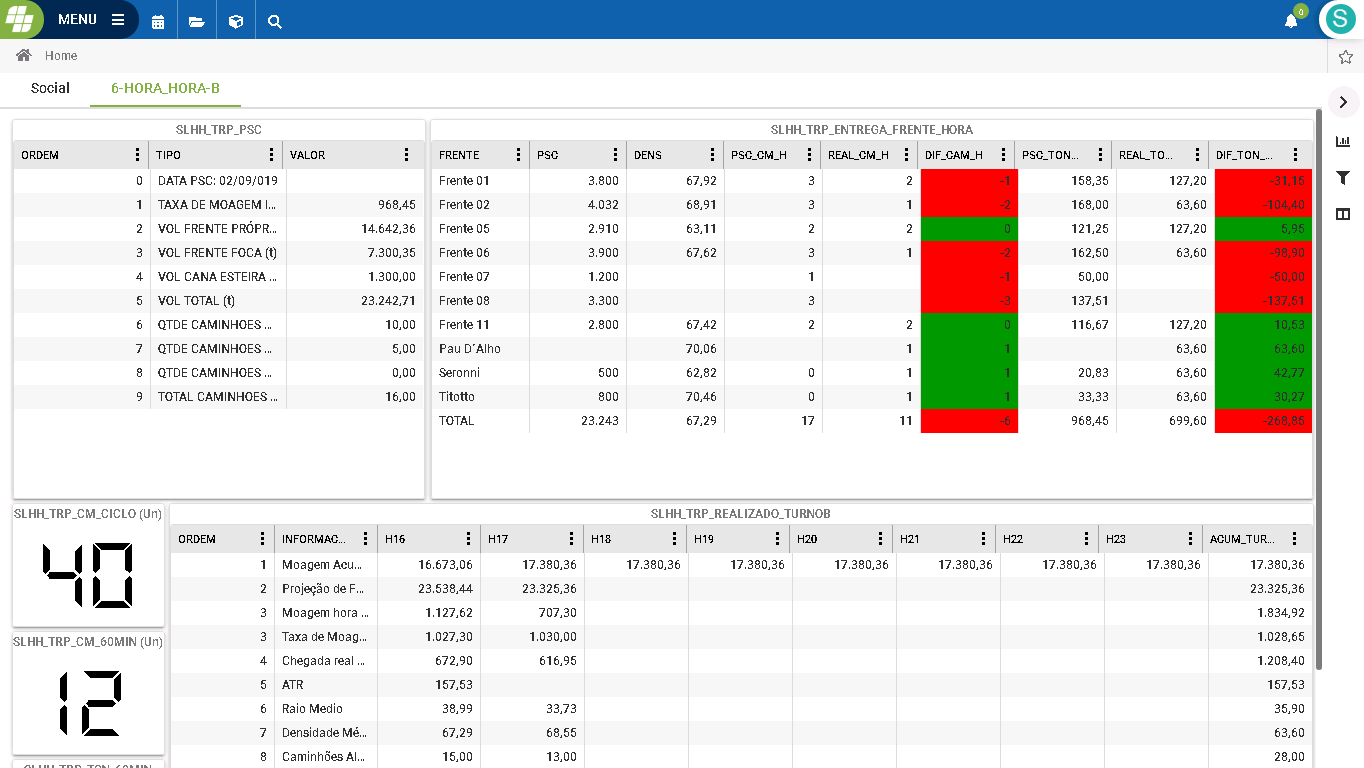 MENU
0
S
Home
Social
6-HORA_HORA-B
SLHH_TRP_PSC
ORDEM TIPO VALOR
0 DATA PSC: 02/09/019
1 TAXA DE MOAGEM I... 968,45
2 VOL FRENTE PRÓPR... 14.642,36
3 VOL FRENTE FOCA (t) 7.300,35
4 VOL CANA ESTEIRA ... 1.300,00
5 VOL TOTAL (t) 23.242,71
6 QTDE CAMINHOES ... 10,00
7 QTDE CAMINHOES ... 5,00
8 QTDE CAMINHOES ... 0,00
9 TOTAL CAMINHOES ... 16,00
SLHH_TRP_ENTREGA_FRENTE_HORA
FRENTE PSC DENS PSC_CM_H REAL_CM_H DIF_CAM_H PSC_TON... REAL_TO... DIF_TON_...
Frente 01 3.800 67,92 3 2 -1 158,35 127,20 -31,15
Frente 02 4.032 68,91 3 1 -2 168,00 63,60 -104,40
Frente 05 2.910 63,11 2 2 0 121,25 127,20 5,95
Frente 06 3.900 67,62 3 1 -2 162,50 63,60 -98,90
Frente 07 1.200 1 -1 50,00 -50,00
Frente 08 3.300 3 -3 137,51 -137,51
Frente 11 2.800 67,42 2 2 0 116,67 127,20 10,53
Pau D´Alho 70,06 1 1 63,60 63,60
Seronni 500 62,82 0 1 1 20,83 63,60 42,77
Titotto 800 70,46 0 1 1 33,33 63,60 30,27
TOTAL 23.243 67,29 17 11 -6 968,45 699,60 -268,85
SLHH_TRP_CM_CICLO (Un)
40
SLHH_TRP_CM_60MIN (Un)
12
SLHH_TRP_TON_60MIN
SLHH_TRP_REALIZADO_TURNOB
ORDEM INFORMAC... H16 H17 H18 H19 H20 H21 H22 H23 ACUM_TUR...
1 Moagem Acu... 16.673,06 17.380,36 17.380,36 17.380,36 17.380,36 17.380,36 17.380,36 17.380,36 17.380,36
2 Projeção de F... 23.538,44 23.325,36 23.325,36
3 Moagem hora ... 1.127,62 707,30 1.834,92
3 Taxa de Moag... 1.027,30 1.030,00 1.028,65
4 Chegada real ... 672,90 616,95 1.208,40
5 ATR 157,53 157,53
6 Raio Medio 38,99 33,73 35,90
7 Densidade Mé... 67,29 68,55 63,60
8 Caminhões Al... 15,00 13,00 28,00